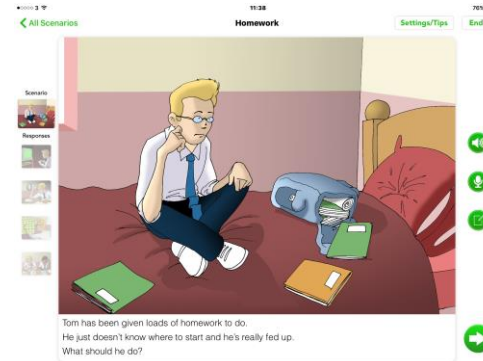 11:38
76%
All Scenarios
Homework
Settings/Tips
End
Scenario
Responses
Tom has been given loads of homework to do.
He just doesn't know where to start and he's really fed up.
What should he do?